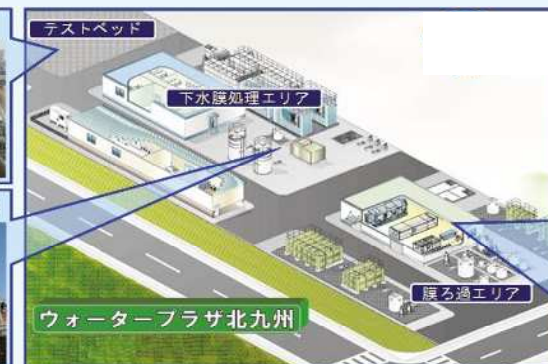 テストベッド
下水膜処理エリア
膜ろ過エリア
ウォータープラザ北九州